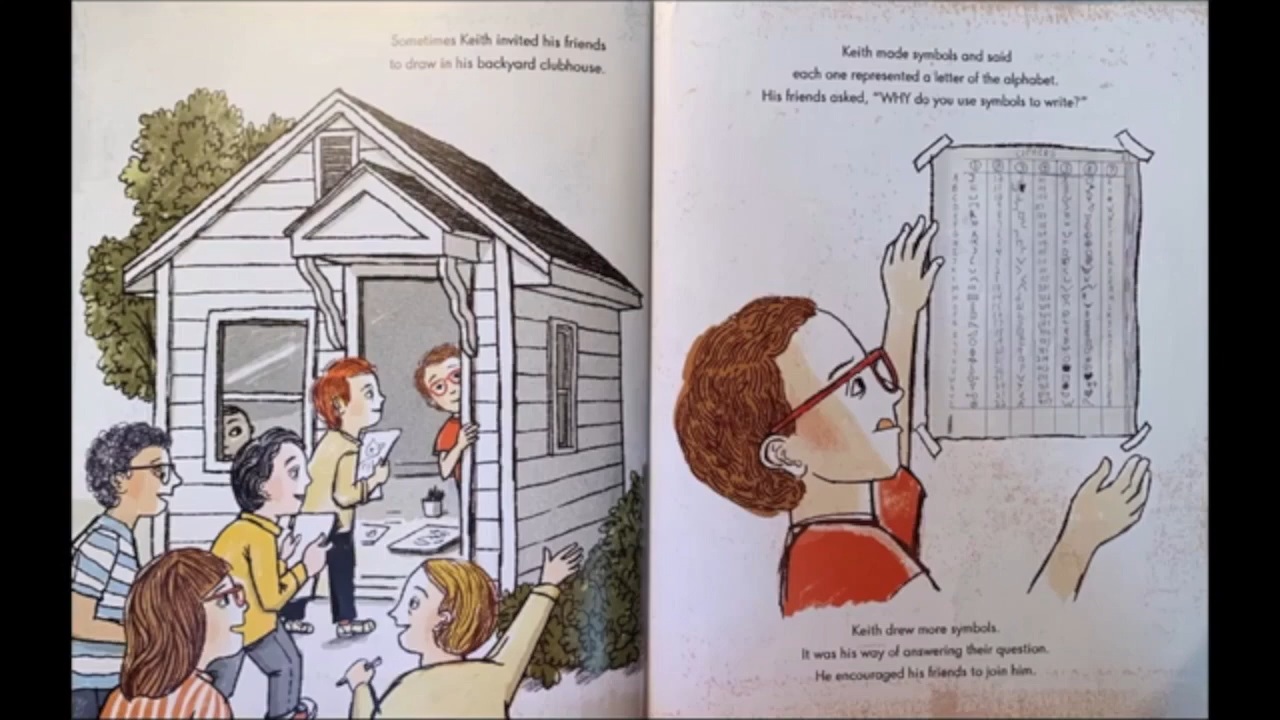 Sometimes Keith invited his friends
to draw in his backyard clubhouse.
Keith made symbols and said
each one represented a letter of the alphabet.
His friends asked, "WHY do you use symbols to write?"
Keith drew more symbols.
It was his way of answering their question.
He encouraged his friends to join him.